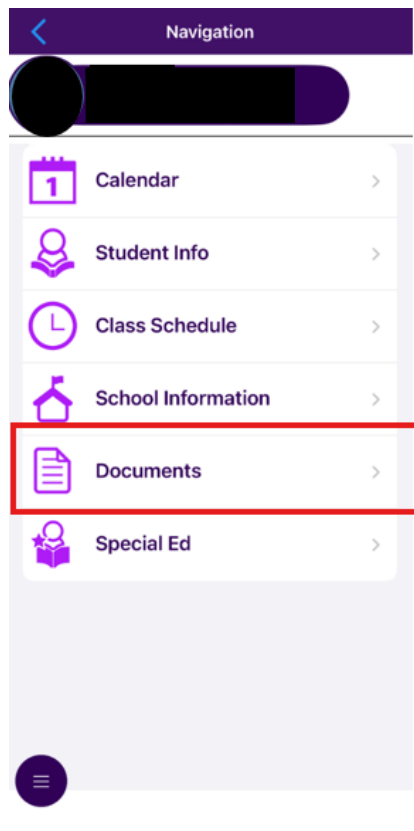 Navigation
1
Calendar
Student Info
Class Schedule
School Information
Documents
Special Ed